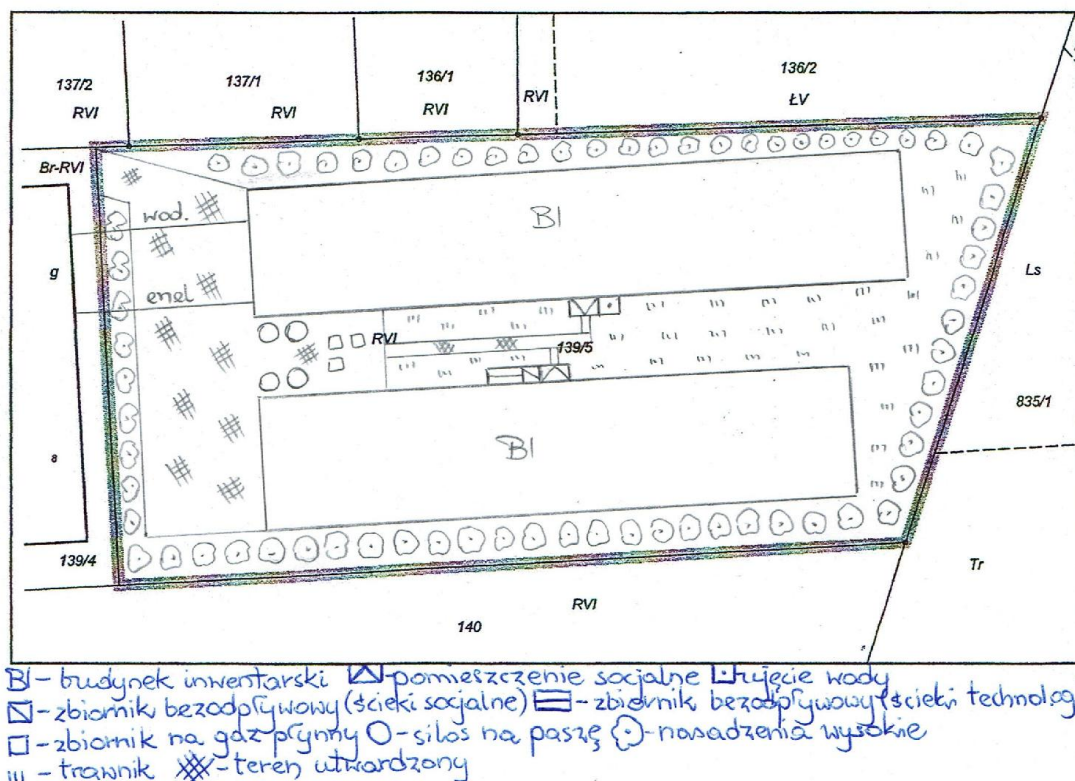 137/2
137/1
136/1
136/2
RVI
RVI
RVI
RVI
ŁV
Br-RVI
wod.
BI
g
Ls
enel
RVI
139/5
835/1
BI
s
139/4
Tr
RVI
140
BI - budynek inwentarski - pomieszczenie socjalne - ujęcie wody
- zbiornik bezodpływowy (ścieki socjalne) - zbiornik bezodpływowy (ścieki technolog
- zbiornik na gaz płynny - silos na paszę - nasadzenia wysokie
- trawnik - teren utwardzony